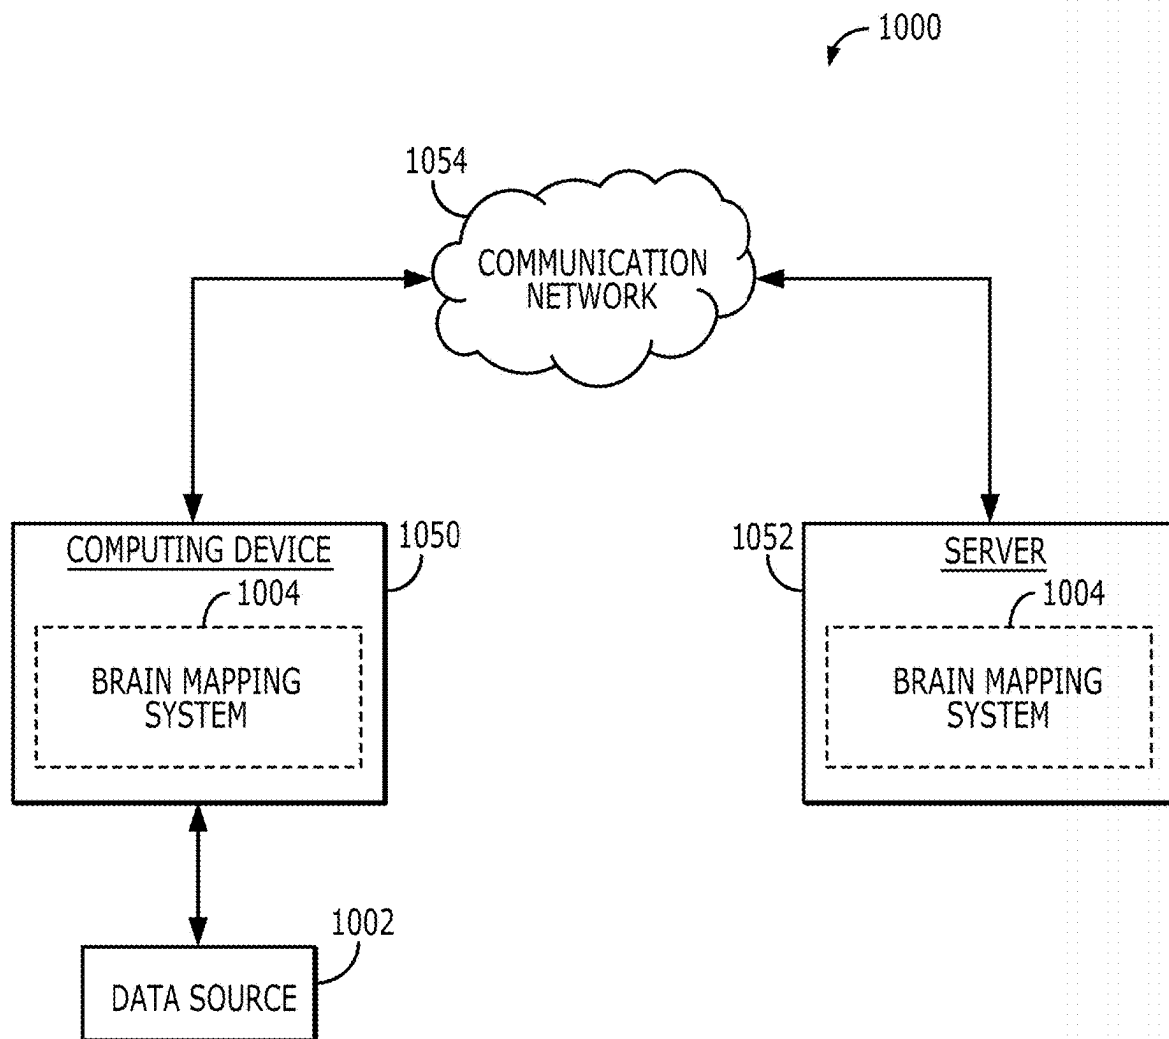 1000
1054
COMMUNICATION
NETWORK
COMPUTING DEVICE
1050
1004
BRAIN MAPPING
SYSTEM
1052
SERVER
1004
BRAIN MAPPING
SYSTEM
1002
DATA SOURCE